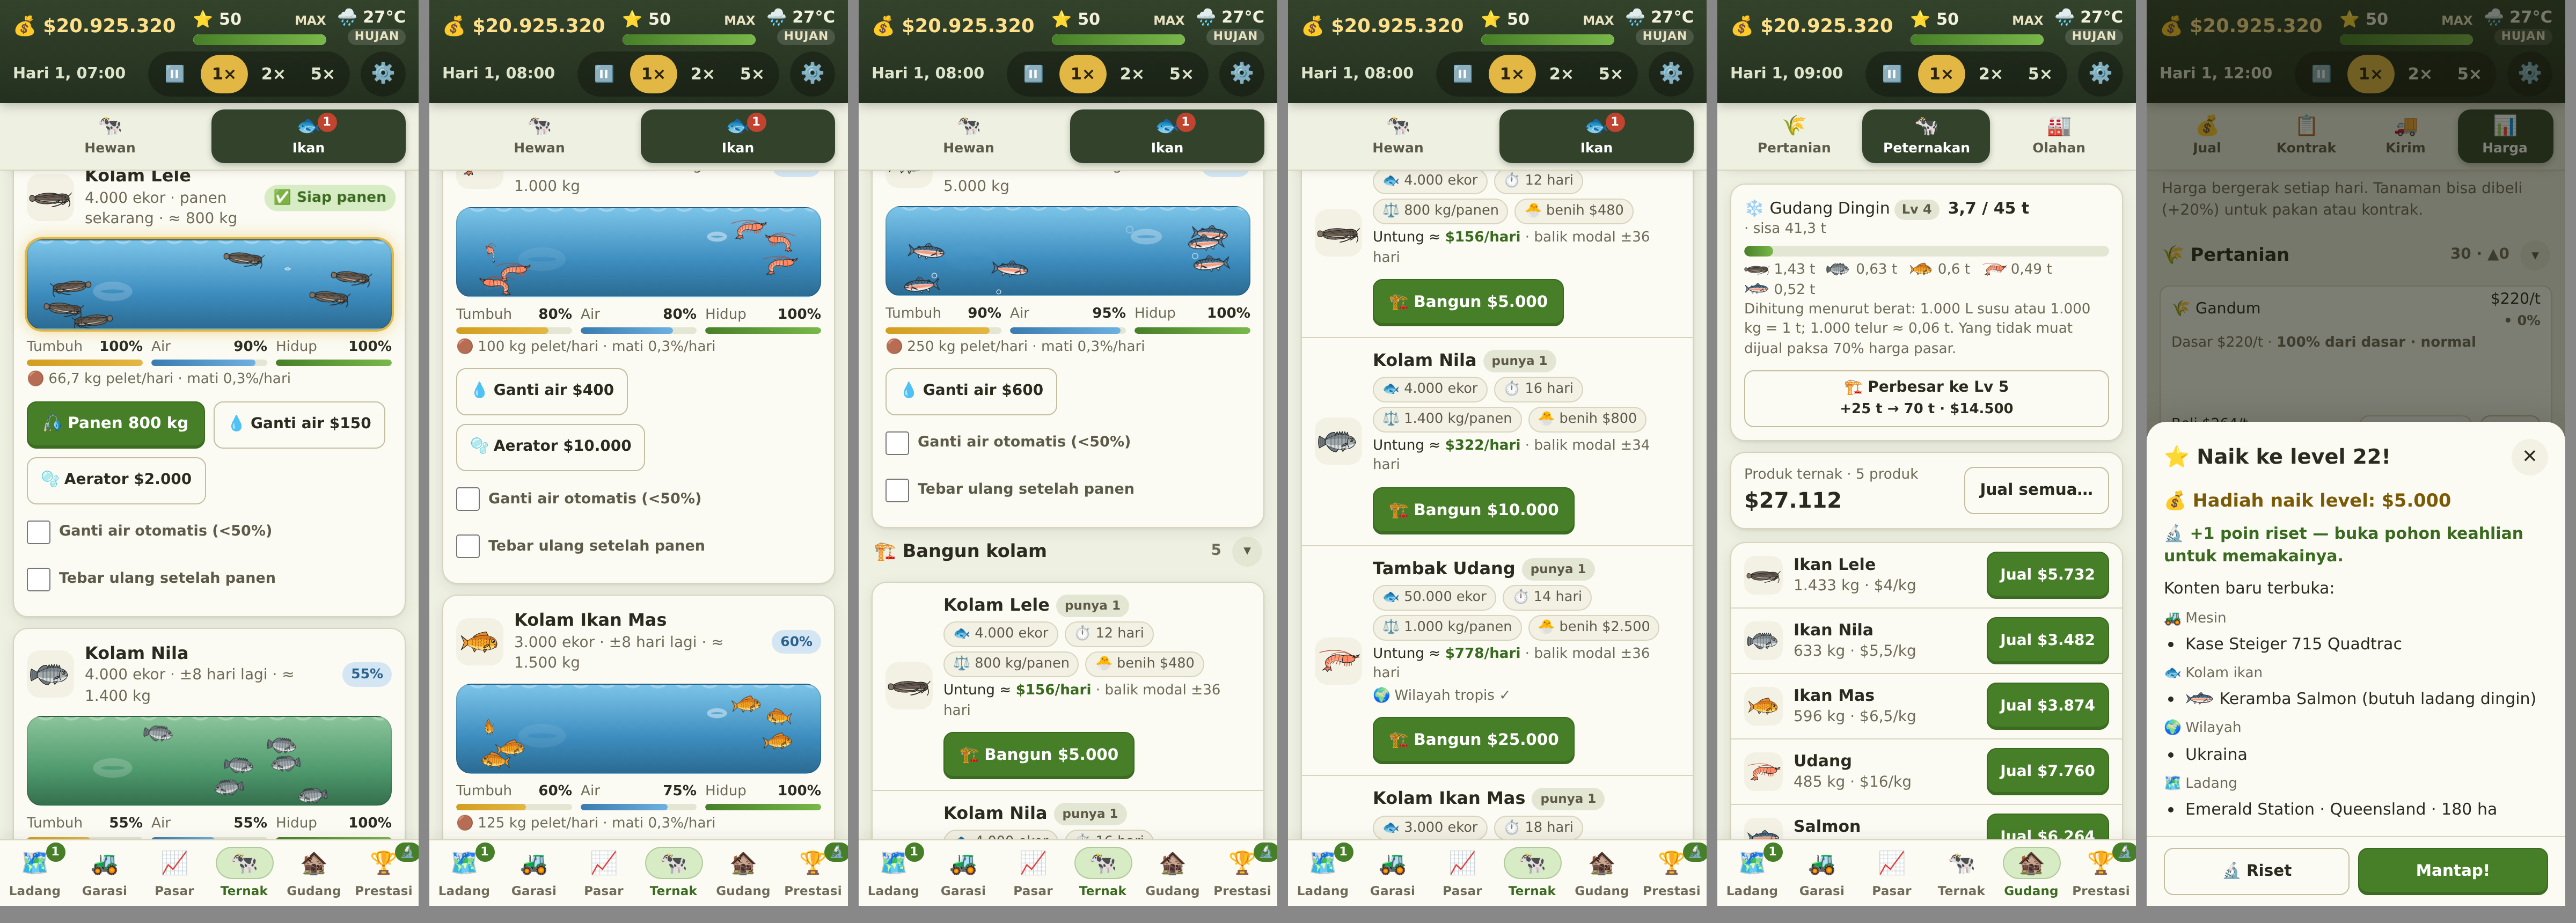 $20.925.320
50
MAX
27°C
HUJAN
Hari 1, 07:00
1×
2×
5×
Hewan
1
Ikan
Kolam Lele
4.000 ekor · panen
sekarang · ≈ 800 kg
Siap panen
Tumbuh 100%
Air 90%
Hidup 100%
66,7 kg pelet/hari · mati 0,3%/hari
Panen 800 kg
Ganti air $150
Aerator $2.000
Ganti air otomatis (<50%)
Tebar ulang setelah panen
Kolam Nila
4.000 ekor · ±8 hari lagi · ≈
1.400 kg
55%
Tumbuh 55%
Air 55%
Hidup 100%
1
Ladang
Garasi
Pasar
Ternak
Gudang
Prestasi
$20.925.320
50
MAX
27°C
HUJAN
Hari 1, 08:00
1×
2×
5×
Hewan
1
Ikan
1.000 kg
Tumbuh 80%
Air 80%
Hidup 100%
100 kg pelet/hari · mati 0,3%/hari
Ganti air $400
Aerator $10.000
Ganti air otomatis (<50%)
Tebar ulang setelah panen
Kolam Ikan Mas
3.000 ekor · ±8 hari lagi · ≈
1.500 kg
60%
Tumbuh 60%
Air 75%
Hidup 100%
125 kg pelet/hari · mati 0,3%/hari
1
Ladang
Garasi
Pasar
Ternak
Gudang
Prestasi
$20.925.320
50
MAX
27°C
HUJAN
Hari 1, 08:00
1×
2×
5×
Hewan
1
Ikan
5.000 kg
Tumbuh 90%
Air 95%
Hidup 100%
250 kg pelet/hari · mati 0,3%/hari
Ganti air $600
Ganti air otomatis (<50%)
Tebar ulang setelah panen
Bangun kolam
5
▾
Kolam Lele
punya 1
4.000 ekor
12 hari
800 kg/panen
benih $480
Untung ≈ $156/hari · balik modal ±36
hari
Bangun $5.000
Kolam Nila
punya 1
1
Ladang
Garasi
Pasar
Ternak
Gudang
Prestasi
$20.925.320
50
MAX
27°C
HUJAN
Hari 1, 08:00
1×
2×
5×
Hewan
1
Ikan
4.000 ekor
12 hari
800 kg/panen
benih $480
Untung ≈ $156/hari · balik modal ±36
hari
Bangun $5.000
Kolam Nila
punya 1
4.000 ekor
16 hari
1.400 kg/panen
benih $800
Untung ≈ $322/hari · balik modal ±34
hari
Bangun $10.000
Tambak Udang
punya 1
50.000 ekor
14 hari
1.000 kg/panen
benih $2.500
Untung ≈ $778/hari · balik modal ±36
hari
Wilayah tropis ✓
Bangun $25.000
Kolam Ikan Mas
punya 1
3.000 ekor
18 hari
1
Ladang
Garasi
Pasar
Ternak
Gudang
Prestasi
$20.925.320
50
MAX
27°C
HUJAN
Hari 1, 09:00
1×
2×
5×
Pertanian
Peternakan
Olahan
Gudang Dingin Lv 4 3,7 / 45 t
· sisa 41,3 t
1,43 t 0,63 t 0,6 t 0,49 t
0,52 t
Dihitung menurut berat: 1.000 L susu atau 1.000
kg = 1 t; 1.000 telur ≈ 0,06 t. Yang tidak muat
dijual paksa 70% harga pasar.
Perbesar ke Lv 5
+25 t → 70 t · $14.500
Produk ternak · 5 produk
$27.112
Jual semua…
Ikan Lele
1.433 kg · $4/kg
Jual $5.732
Ikan Nila
633 kg · $5,5/kg
Jual $3.482
Ikan Mas
596 kg · $6,5/kg
Jual $3.874
Udang
485 kg · $16/kg
Jual $7.760
Salmon
Jual $6.264
1
Ladang
Garasi
Pasar
Ternak
Gudang
Prestasi
$20.925.320
50
MAX
27°C
HUJAN
Hari 1, 12:00
1×
2×
5×
Jual
Kontrak
Kirim
Harga
Harga bergerak setiap hari. Tanaman bisa dibeli
(+20%) untuk pakan atau kontrak.
Pertanian
30 · ▲0
▾
Gandum
$220/t
• 0%
Dasar $220/t · 100% dari dasar · normal
Naik ke level 22!
✕
Hadiah naik level: $5.000
+1 poin riset — buka pohon keahlian
untuk memakainya.
Konten baru terbuka:
Mesin
• Kase Steiger 715 Quadtrac
Kolam ikan
• Keramba Salmon (butuh ladang dingin)
Wilayah
• Ukraina
Ladang
• Emerald Station · Queensland · 180 ha
Riset
Mantap!